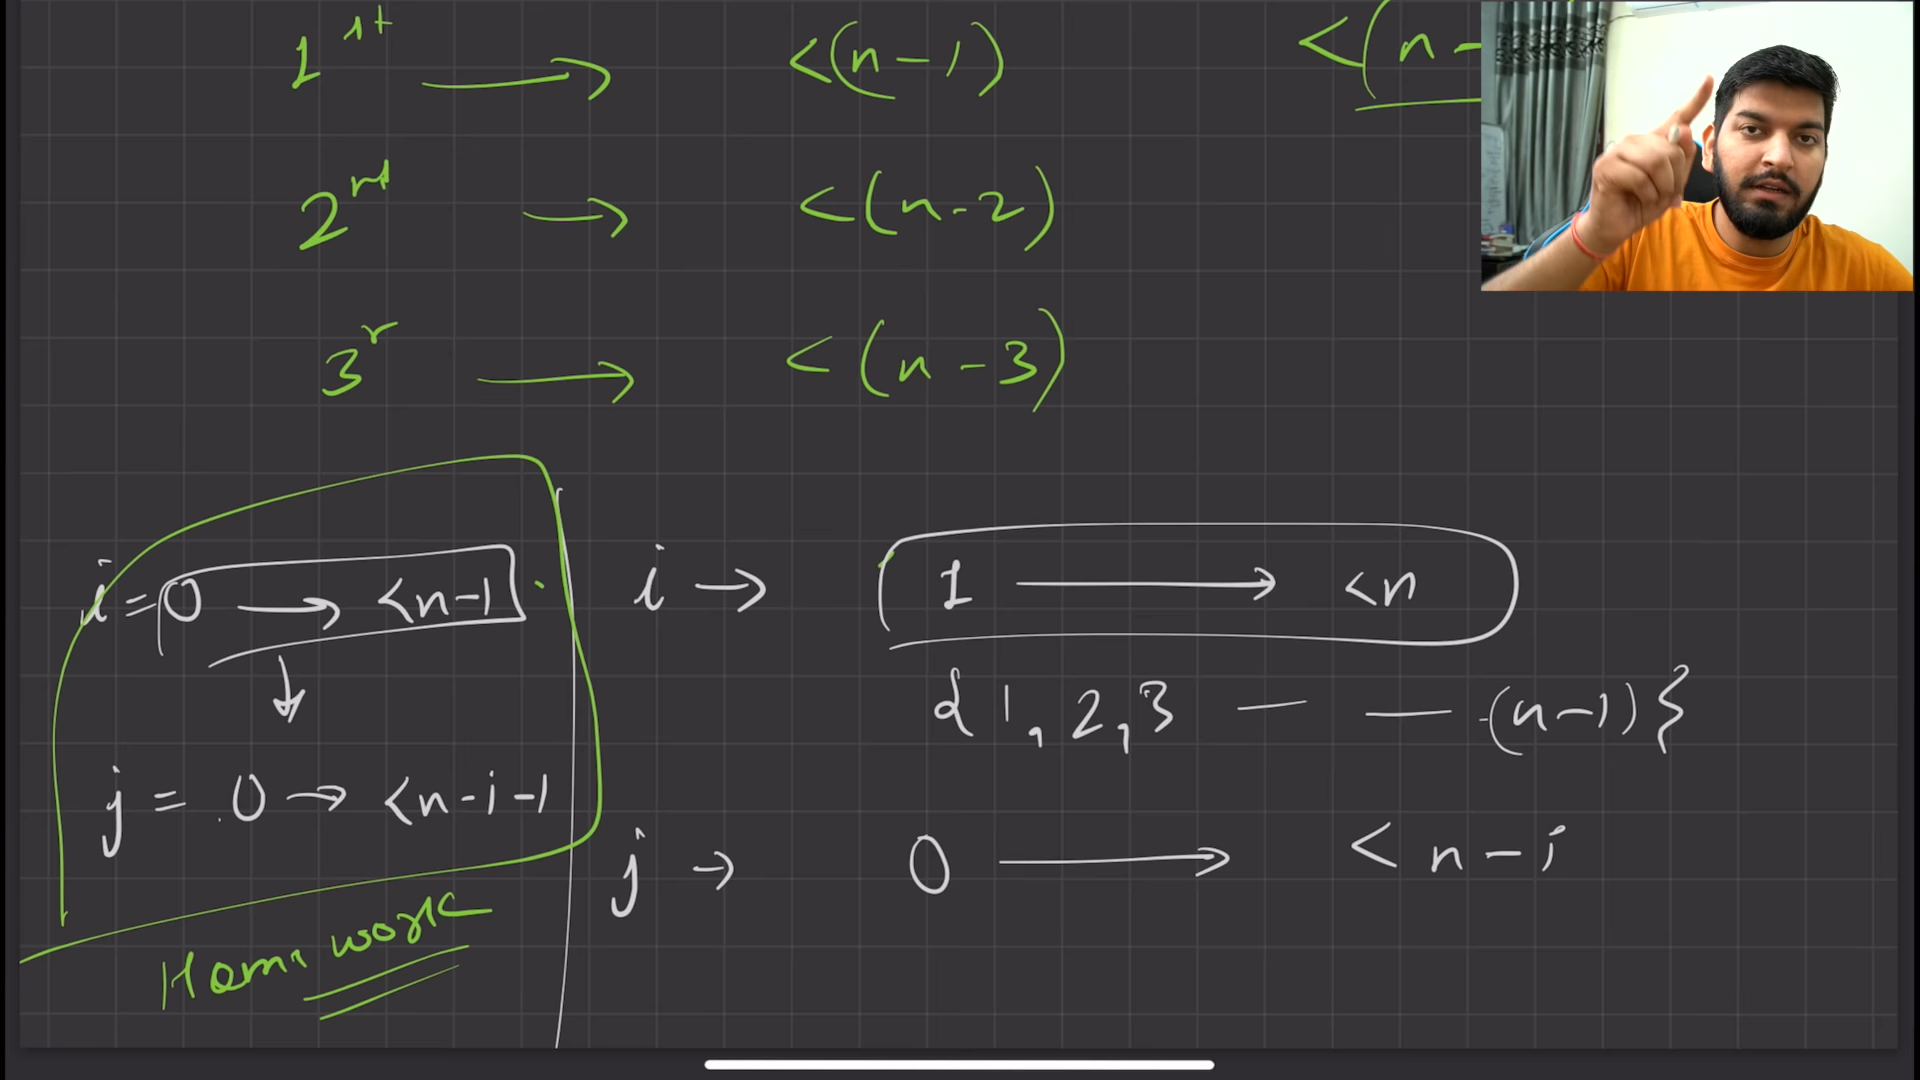 1st → <(n-1) <(n-
2nd → <(n-2)
3r → <(n-3)
i=0 → <n-1
↓
j = 0 → <n-i-1
Home work
i → 1 → <n
{1, 2, 3 — — -(n-1)}
j → 0 → <n-i